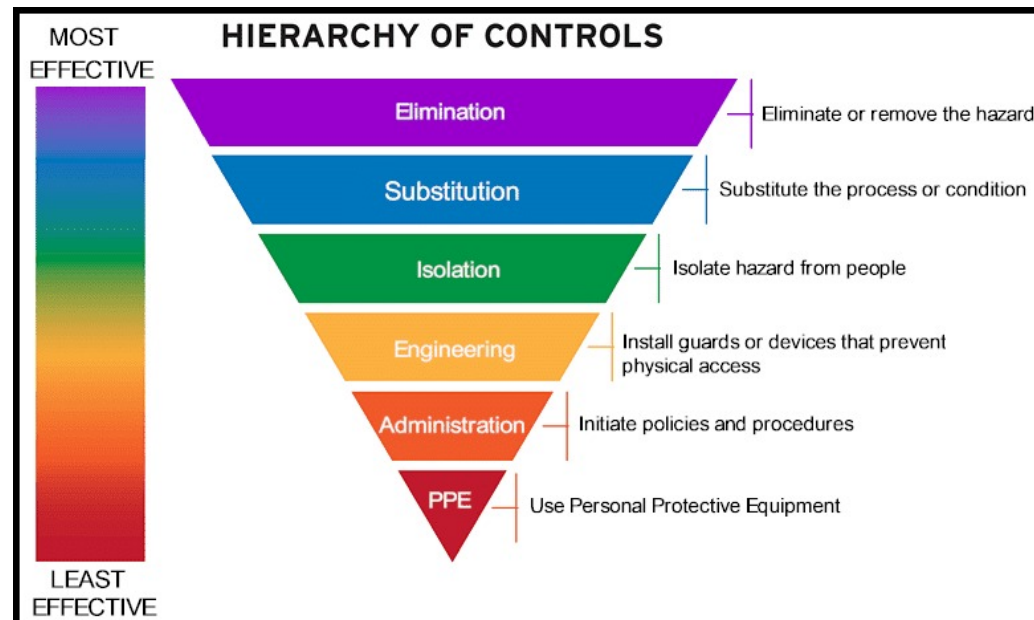 MOST
EFFECTIVE
HIERARCHY OF CONTROLS
Elimination
Eliminate or remove the hazard
Substitution
Substitute the process or condition
Isolation
Isolate hazard from people
Engineering
Install guards or devices that prevent
physical access
Administration
Initiate policies and procedures
PPE
Use Personal Protective Equipment
LEAST
EFFECTIVE